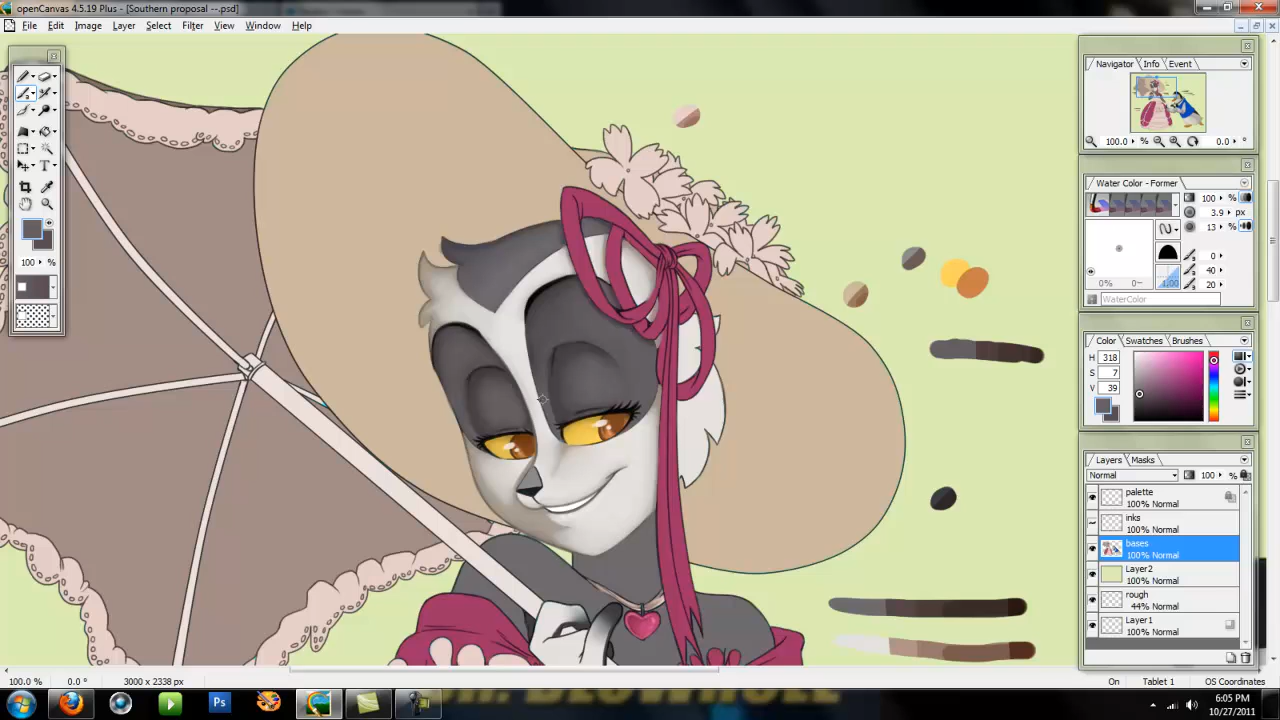 openCanvas 4.5.19 Plus - [Southern proposal --.psd]
File Edit Image Layer Select Filter View Window Help
Navigator Info Event
100.0 % 0.0 °
Water Color - Former
100 %
3.9 px
13 %
0
40
20
0% 0~ 1.00
WaterColor
Color Swatches Brushes
H 318
S 7
V 39
100 %
Layers Masks
Normal 100 %
palette
100% Normal
inks
100% Normal
bases
100% Normal
Layer2
100% Normal
rough
44% Normal
Layer1
100% Normal
100.0 % 0.0 ° 3000 x 2338 px On Tablet 1 OS Coordinates
Ps
6:05 PM
10/27/2011